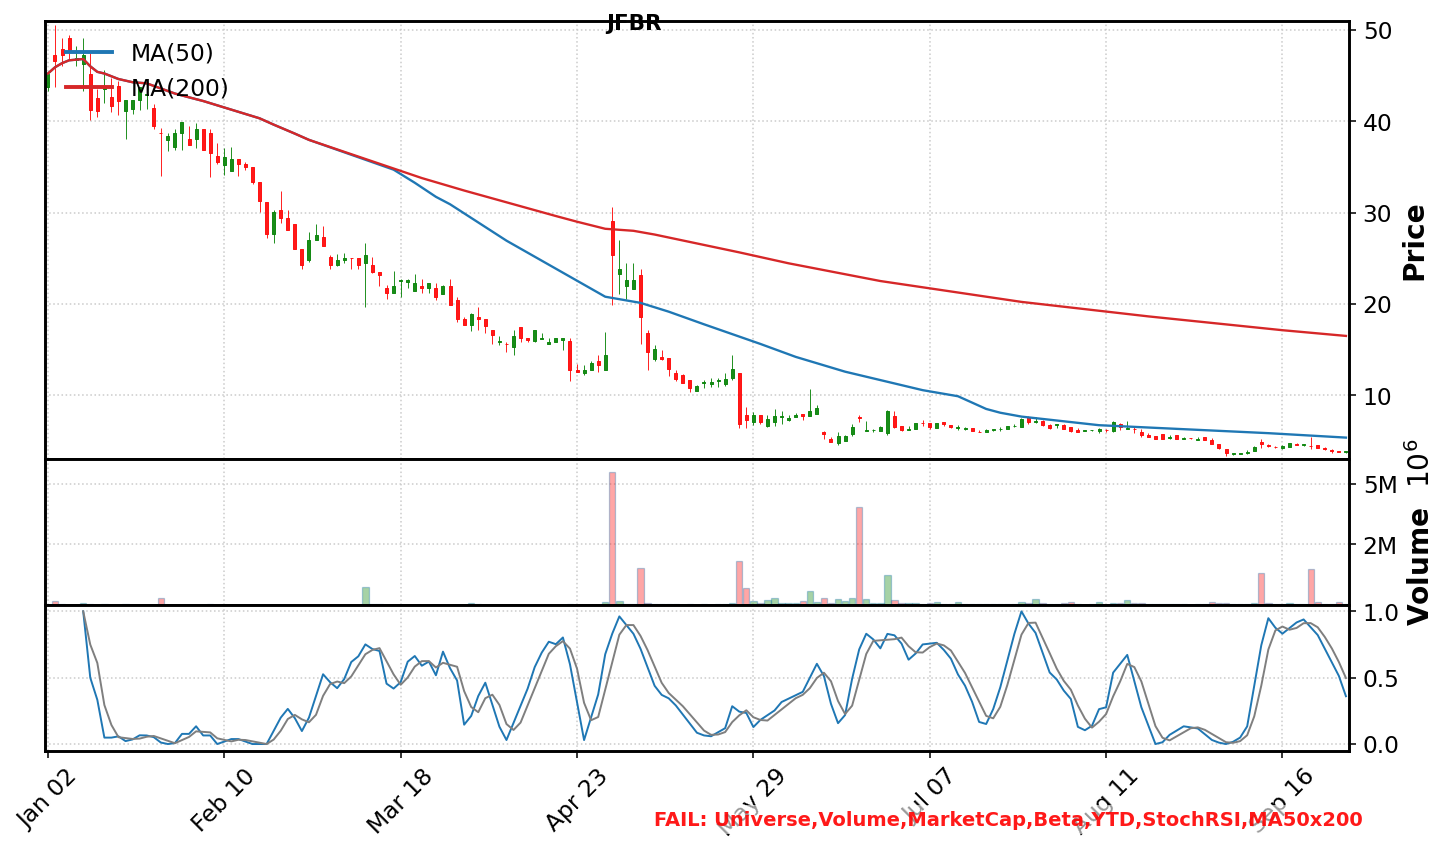 JFBR
MA(50)
MA(200)
50
40
30
20
10
Price
5M
2M
Volume 10^6
1.0
0.5
0.0
Jan 02
Feb 10
Mar 18
Apr 23
May 29
Jul 07
Aug 11
Sep 16
FAIL: Universe,Volume,MarketCap,Beta,YTD,StochRSI,MA50x200